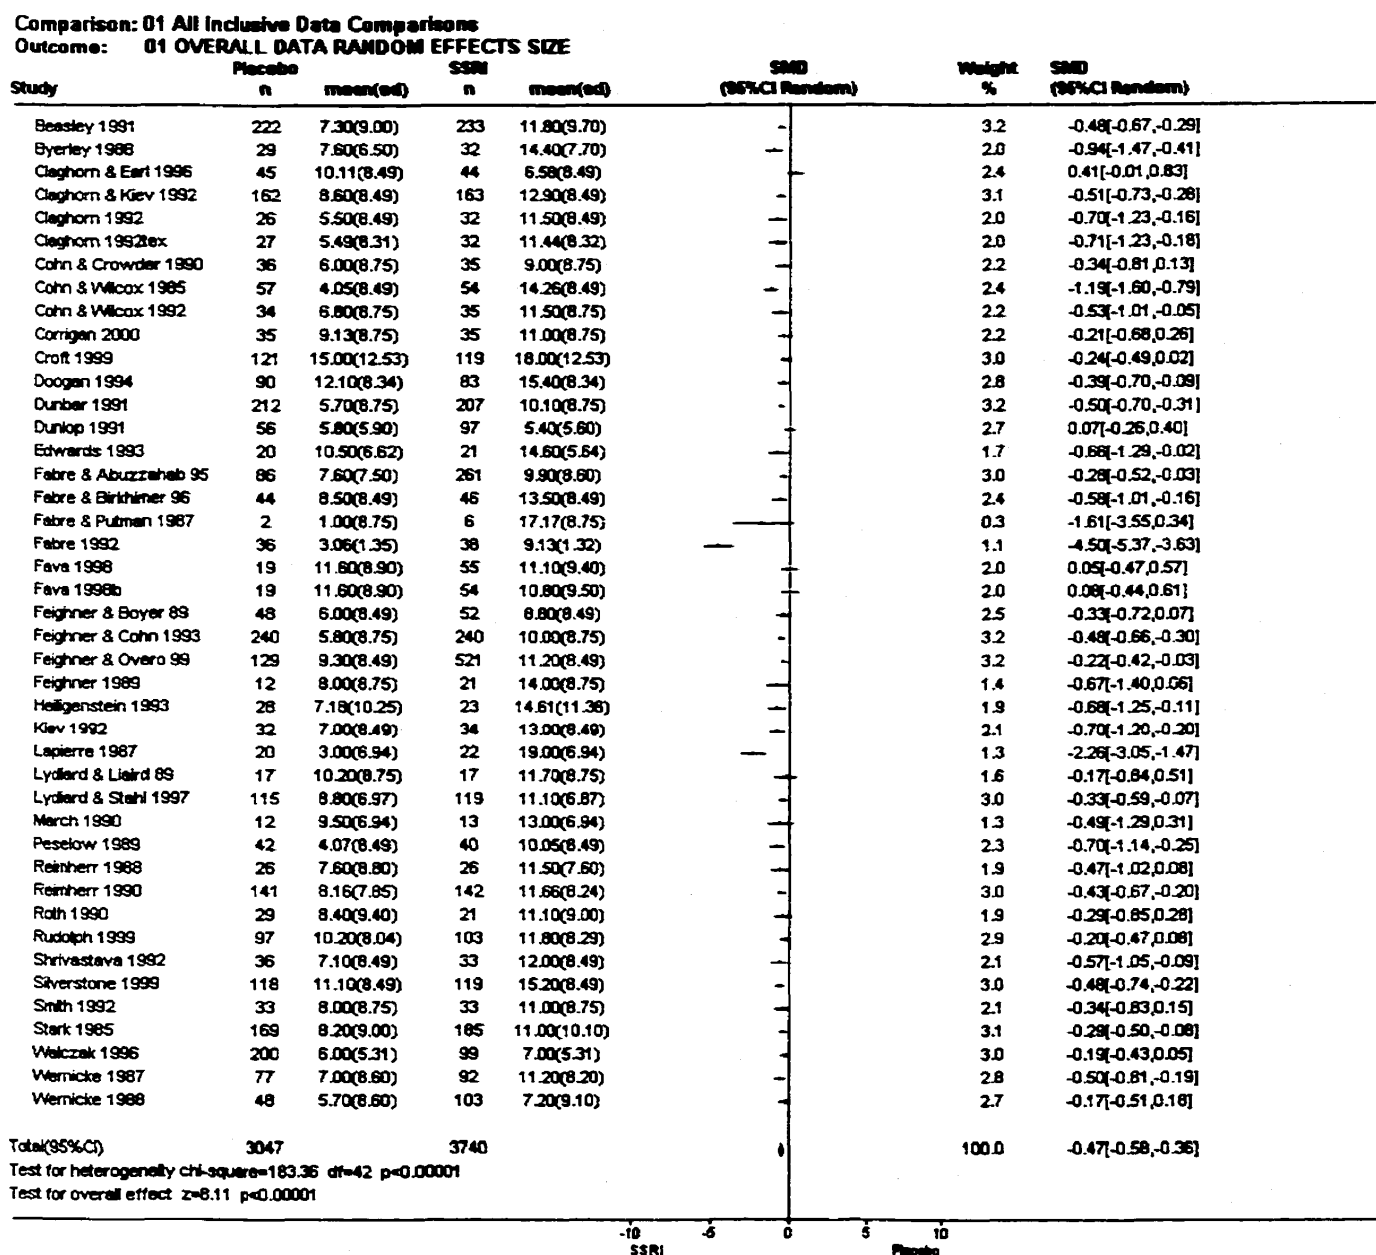 Comparison: 01 All Inclusive Data Comparisons
Outcome: 01 OVERALL DATA RANDOM EFFECTS SIZE
Placebo SSRI SMD Weight SMD
Study n mean(sd) n mean(sd) (95%CI Random) % (95%CI Random)
Beasley 1991 222 7.30(9.00) 233 11.80(9.70) 3.2 -0.48[-0.67,-0.29]
Byerley 1988 29 7.60(6.50) 32 14.40(7.70) 2.0 -0.94[-1.47,-0.41]
Claghorn & Earl 1996 45 10.11(8.49) 44 6.58(8.49) 2.4 0.41[-0.01,0.83]
Claghorn & Kiev 1992 162 8.60(8.49) 163 12.90(8.49) 3.1 -0.51[-0.73,-0.28]
Claghorn 1992 26 5.50(8.49) 32 11.50(8.49) 2.0 -0.70[-1.23,-0.16]
Claghorn 1992tex 27 5.49(8.31) 32 11.44(8.32) 2.0 -0.71[-1.23,-0.18]
Cohn & Crowder 1990 36 6.00(8.75) 35 9.00(8.75) 2.2 -0.34[-0.81,0.13]
Cohn & Wilcox 1985 57 4.05(8.49) 54 14.26(8.49) 2.4 -1.19[-1.60,-0.79]
Cohn & Wilcox 1992 34 6.80(8.75) 35 11.50(8.75) 2.2 -0.53[-1.01,-0.05]
Corrigan 2000 35 9.13(8.75) 35 11.00(8.75) 2.2 -0.21[-0.68,0.26]
Croft 1999 121 15.00(12.53) 119 18.00(12.53) 3.0 -0.24[-0.49,0.02]
Doogan 1994 90 12.10(8.34) 83 15.40(8.34) 2.8 -0.39[-0.70,-0.09]
Dunbar 1991 212 5.70(8.75) 207 10.10(8.75) 3.2 -0.50[-0.70,-0.31]
Dunlop 1991 56 5.80(5.90) 97 5.40(5.60) 2.7 0.07[-0.26,0.40]
Edwards 1993 20 10.50(6.62) 21 14.60(5.64) 1.7 -0.66[-1.29,-0.02]
Fabre & Abuzzahab 95 86 7.60(7.50) 261 9.90(8.60) 3.0 -0.28[-0.52,-0.03]
Fabre & Birkhimer 96 44 8.50(8.49) 46 13.50(8.49) 2.4 -0.58[-1.01,-0.16]
Fabre & Putman 1987 2 1.00(8.75) 6 17.17(8.75) 0.3 -1.61[-3.55,0.34]
Fabre 1992 36 3.06(1.35) 38 9.13(1.32) 1.1 -4.50[-5.37,-3.63]
Fava 1998 19 11.60(8.90) 55 11.10(9.40) 2.0 0.05[-0.47,0.57]
Fava 1998b 19 11.60(8.90) 54 10.80(9.50) 2.0 0.08[-0.44,0.61]
Feighner & Boyer 89 48 6.00(8.49) 52 8.80(8.49) 2.5 -0.33[-0.72,0.07]
Feighner & Cohn 1993 240 5.80(8.75) 240 10.00(8.75) 3.2 -0.48[-0.66,-0.30]
Feighner & Overo 99 129 9.30(8.49) 521 11.20(8.49) 3.2 -0.22[-0.42,-0.03]
Feighner 1989 12 8.00(8.75) 21 14.00(8.75) 1.4 -0.67[-1.40,0.06]
Heiligenstein 1993 28 7.18(10.25) 23 14.61(11.36) 1.9 -0.68[-1.25,-0.11]
Kiev 1992 32 7.00(8.49) 34 13.00(8.49) 2.1 -0.70[-1.20,-0.20]
Lapierre 1987 20 3.00(6.94) 22 19.00(6.94) 1.3 -2.26[-3.05,-1.47]
Lydiard & Liaird 89 17 10.20(8.75) 17 11.70(8.75) 1.6 -0.17[-0.84,0.51]
Lydiard & Stahl 1997 115 8.80(6.97) 119 11.10(6.87) 3.0 -0.33[-0.59,-0.07]
March 1990 12 9.50(6.94) 13 13.00(6.94) 1.3 -0.49[-1.29,0.31]
Peselow 1989 42 4.07(8.49) 40 10.05(8.49) 2.3 -0.70[-1.14,-0.25]
Reimherr 1988 26 7.60(8.80) 26 11.50(7.60) 1.9 -0.47[-1.02,0.08]
Reimherr 1990 141 8.16(7.85) 142 11.66(8.24) 3.0 -0.43[-0.67,-0.20]
Roth 1990 29 8.40(9.40) 21 11.10(9.00) 1.9 -0.29[-0.85,0.28]
Rudolph 1999 97 10.20(8.04) 103 11.80(8.29) 2.9 -0.20[-0.47,0.08]
Shrivastava 1992 36 7.10(8.49) 33 12.00(8.49) 2.1 -0.57[-1.05,-0.09]
Silverstone 1999 118 11.10(8.49) 119 15.20(8.49) 3.0 -0.48[-0.74,-0.22]
Smith 1992 33 8.00(8.75) 33 11.00(8.75) 2.1 -0.34[-0.83,0.15]
Stark 1985 169 8.20(9.00) 185 11.00(10.10) 3.1 -0.29[-0.50,-0.08]
Walczak 1996 200 6.00(5.31) 99 7.00(5.31) 3.0 -0.19[-0.43,0.05]
Wernicke 1987 77 7.00(8.60) 92 11.20(8.20) 2.8 -0.50[-0.81,-0.19]
Wernicke 1988 48 5.70(8.60) 103 7.20(9.10) 2.7 -0.17[-0.51,0.18]
Total(95%CI) 3047 3740 100.0 -0.47[-0.58,-0.36]
Test for heterogeneity chi-square=183.36 df=42 p<0.00001
Test for overall effect z=8.11 p<0.00001
-10 -5 0 5 10
SSRI Placebo